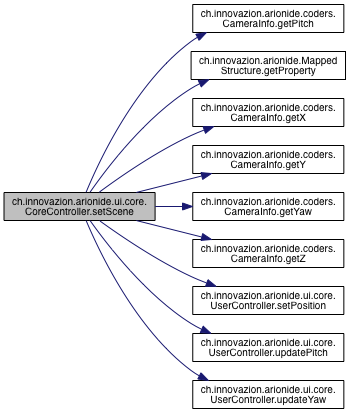 ch.innovazion.arionide.coders.
CameraInfo.getPitch
ch.innovazion.arionide.Mapped
Structure.getProperty
ch.innovazion.arionide.coders.
CameraInfo.getX
ch.innovazion.arionide.coders.
CameraInfo.getY
ch.innovazion.arionide.ui.core.
CoreController.setScene
ch.innovazion.arionide.coders.
CameraInfo.getYaw
ch.innovazion.arionide.coders.
CameraInfo.getZ
ch.innovazion.arionide.ui.core.
UserController.setPosition
ch.innovazion.arionide.ui.core.
UserController.updatePitch
ch.innovazion.arionide.ui.core.
UserController.updateYaw